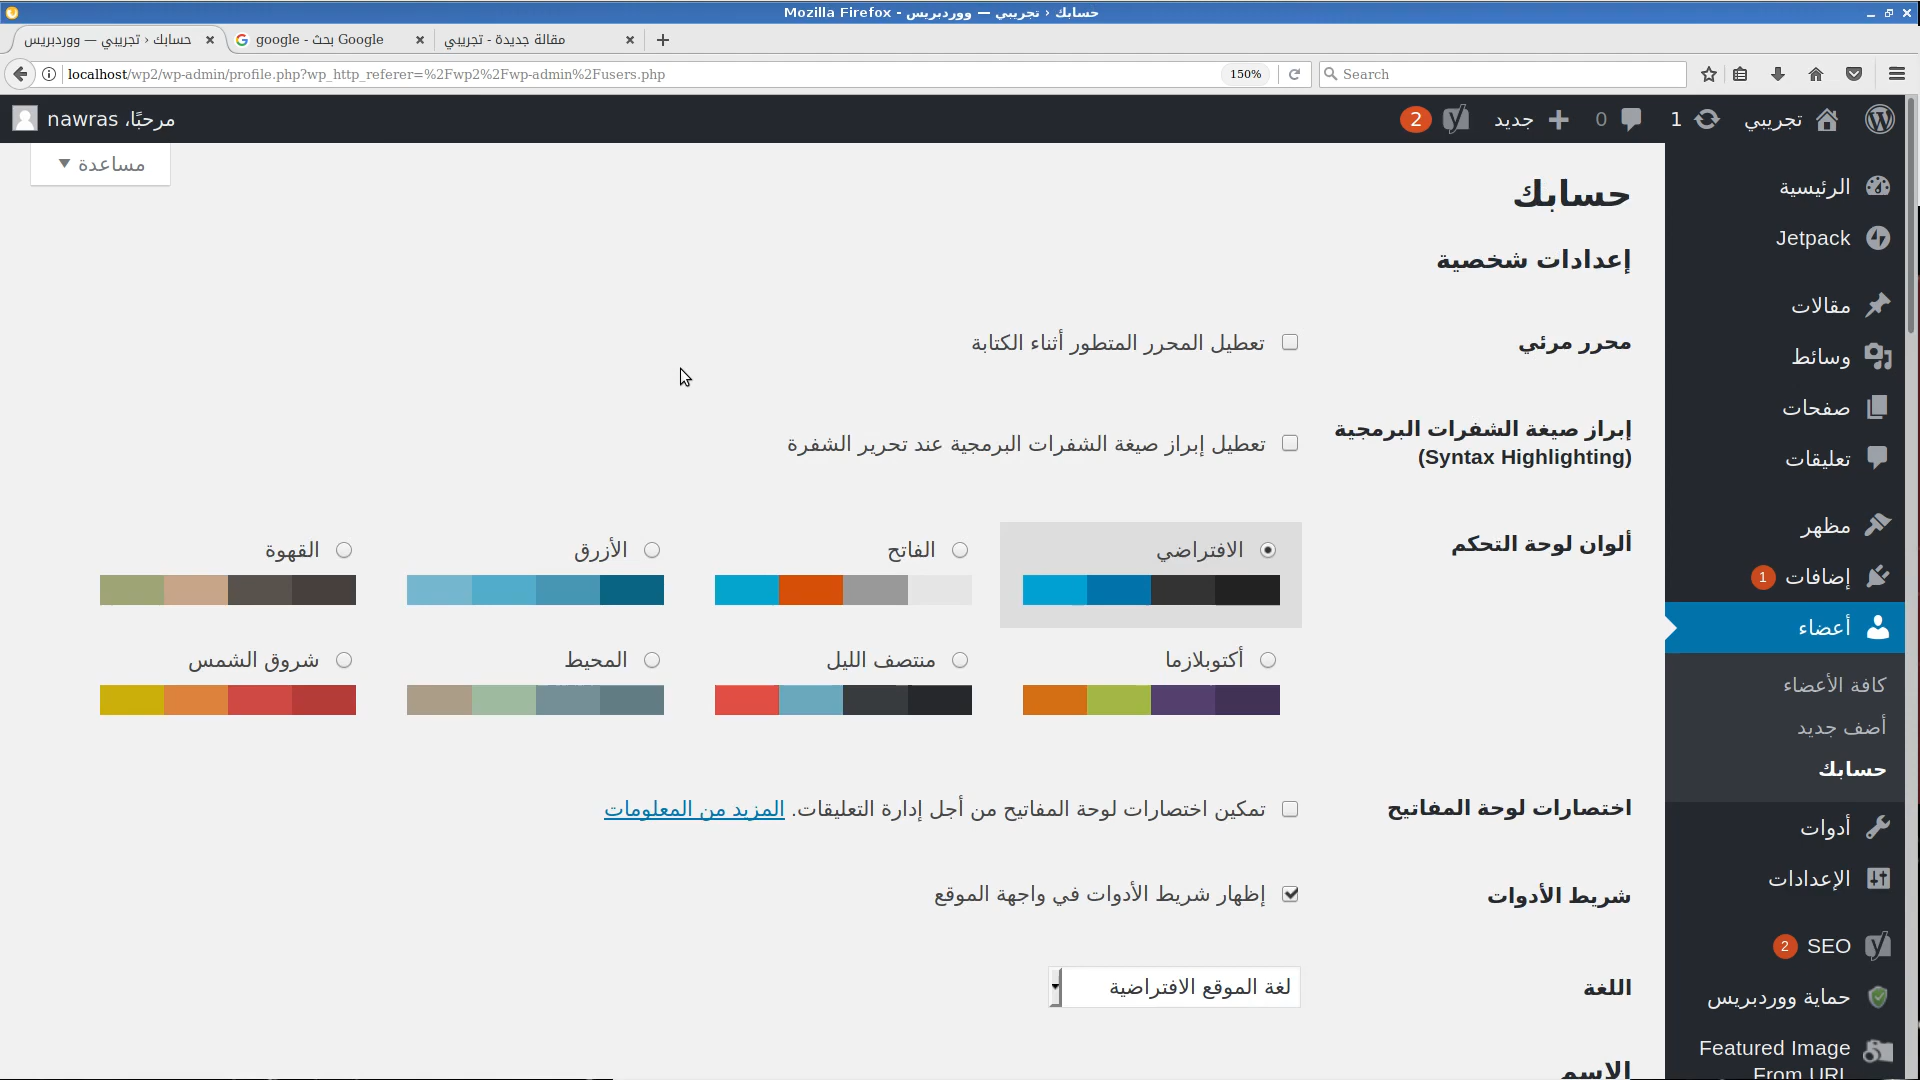 حسابك ‹ تجريبي — ووردبريس - Mozilla Firefox
حسابك ‹ تجريبي — ووردبريس
google - بحث Google
مقالة جديدة - تجريبي
localhost/wp2/wp-admin/profile.php?wp_http_referer=%2Fwp2%2Fwp-admin%2Fusers.php
150%
Search
تجريبي
1
0
جديد
2
مرحبًا، nawras
مساعدة
الرئيسية
Jetpack
مقالات
وسائط
صفحات
تعليقات
مظهر
إضافات 1
أعضاء
كافة الأعضاء
أضف جديد
حسابك
أدوات
الإعدادات
SEO 2
حماية ووردبريس
Featured Image
From URL
حسابك
إعدادات شخصية
محرر مرئي
تعطيل المحرر المتطور أثناء الكتابة
إبراز صيغة الشفرات البرمجية
(Syntax Highlighting)
تعطيل إبراز صيغة الشفرات البرمجية عند تحرير الشفرة
ألوان لوحة التحكم
الافتراضي
الفاتح
الأزرق
القهوة
أكتوبلازما
منتصف الليل
المحيط
شروق الشمس
اختصارات لوحة المفاتيح
تمكين اختصارات لوحة المفاتيح من أجل إدارة التعليقات. المزيد من المعلومات
شريط الأدوات
إظهار شريط الأدوات في واجهة الموقع
اللغة
لغة الموقع الافتراضية
الاسم